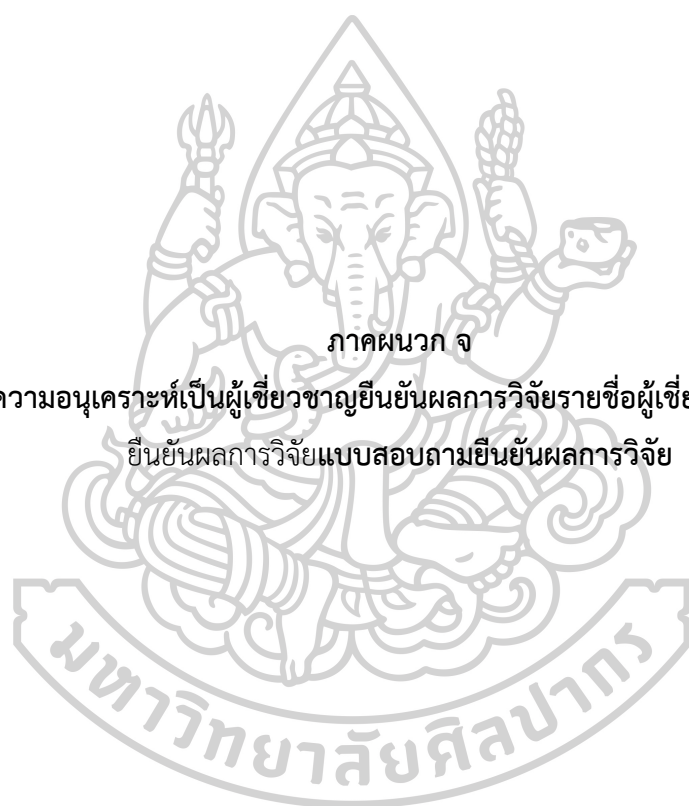 ภาคผนวก จ
ความอนุเคราะห์เป็นผู้เชี่ยวชาญยืนยันผลการวิจัยรายชื่อผู้เชี่ย
ยืนยันผลการวิจัยแบบสอบถามยืนยันผลการวิจัย
มหาวิทยาลัยศิลปากร